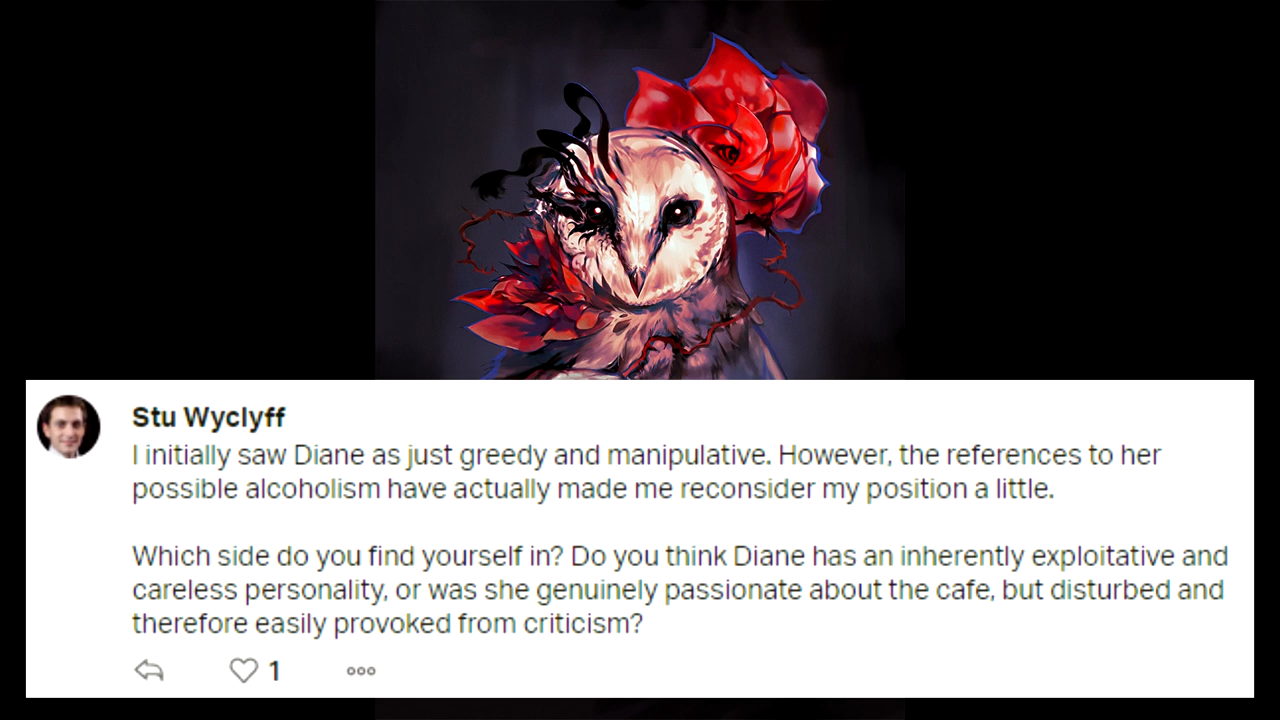 Stu Wyclyff
I initially saw Diane as just greedy and manipulative. However, the references to her
possible alcoholism have actually made me reconsider my position a little.
Which side do you find yourself in? Do you think Diane has an inherently exploitative and
careless personality, or was she genuinely passionate about the cafe, but disturbed and
therefore easily provoked from criticism?
1